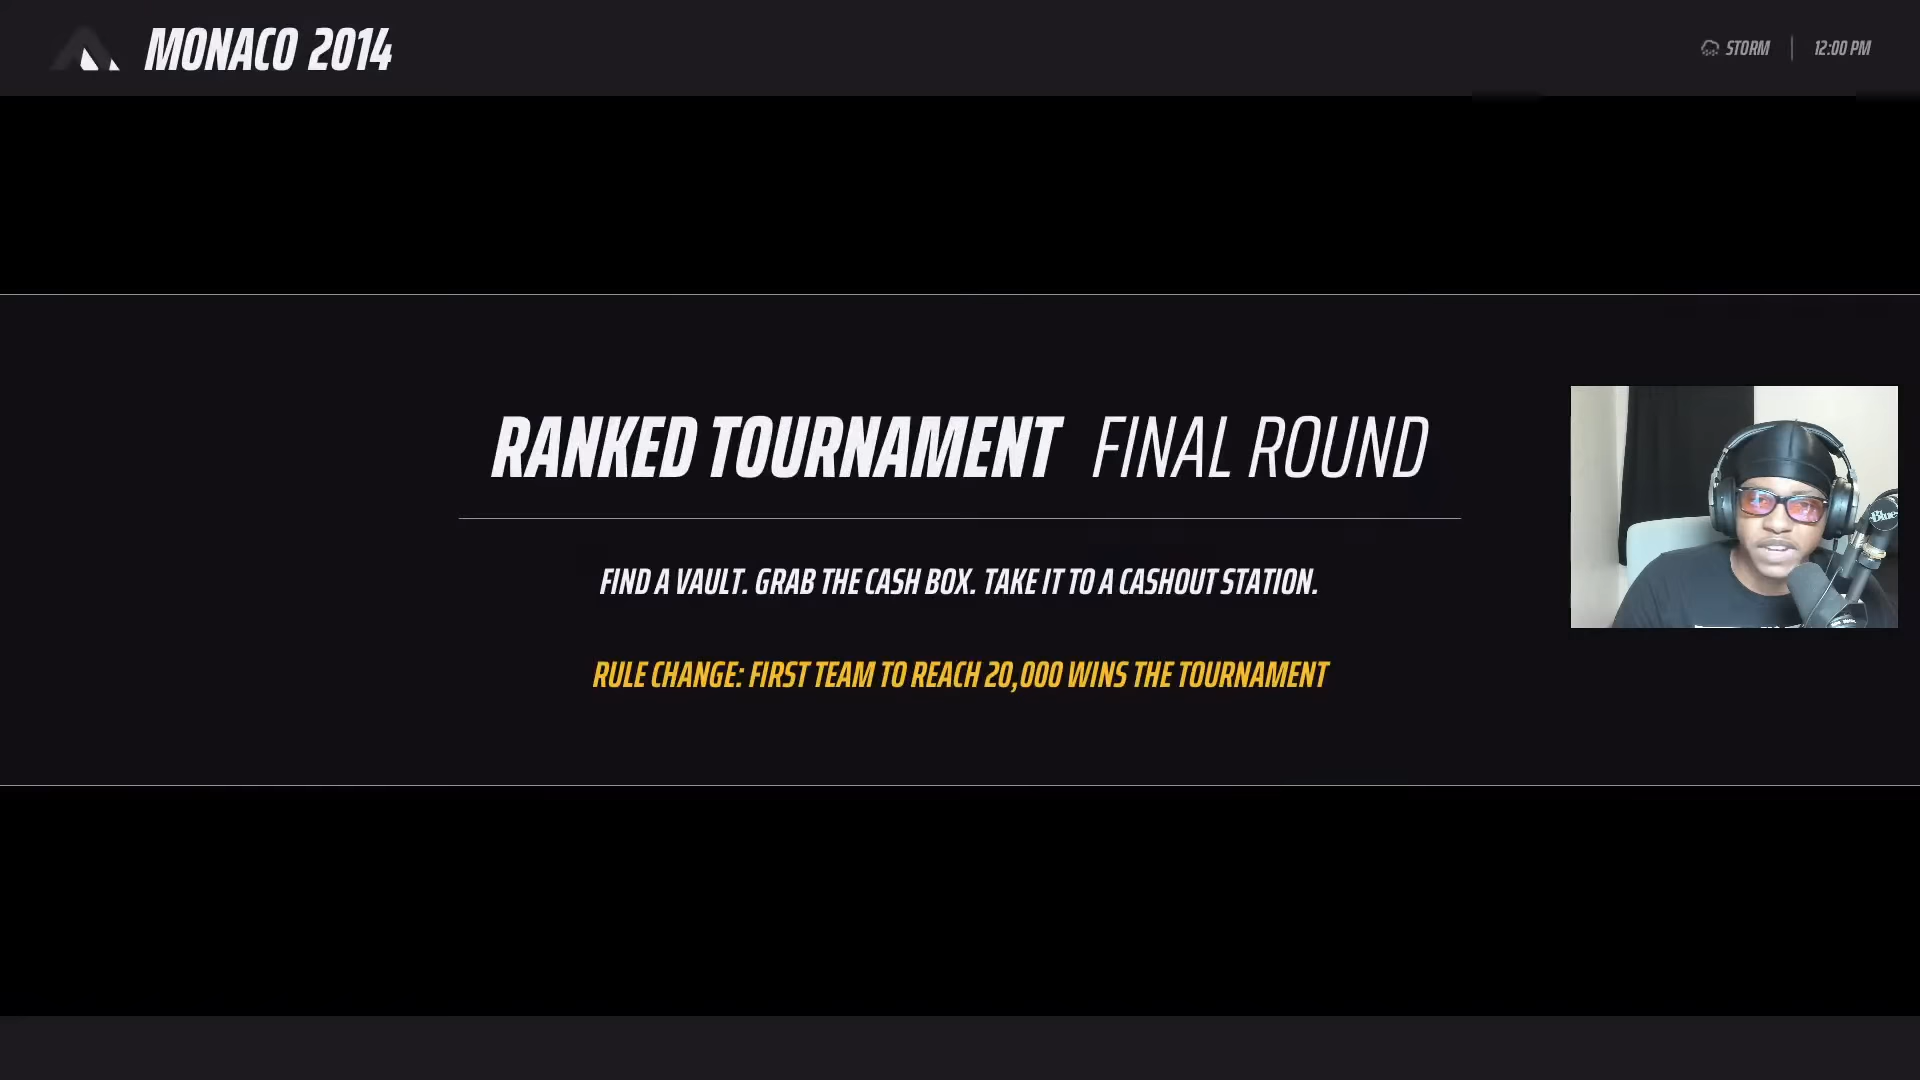 MONACO 2014
STORM
12:00 PM
RANKED TOURNAMENT FINAL ROUND
FIND A VAULT. GRAB THE CASH BOX. TAKE IT TO A CASHOUT STATION.
RULE CHANGE: FIRST TEAM TO REACH 20,000 WINS THE TOURNAMENT
Blue